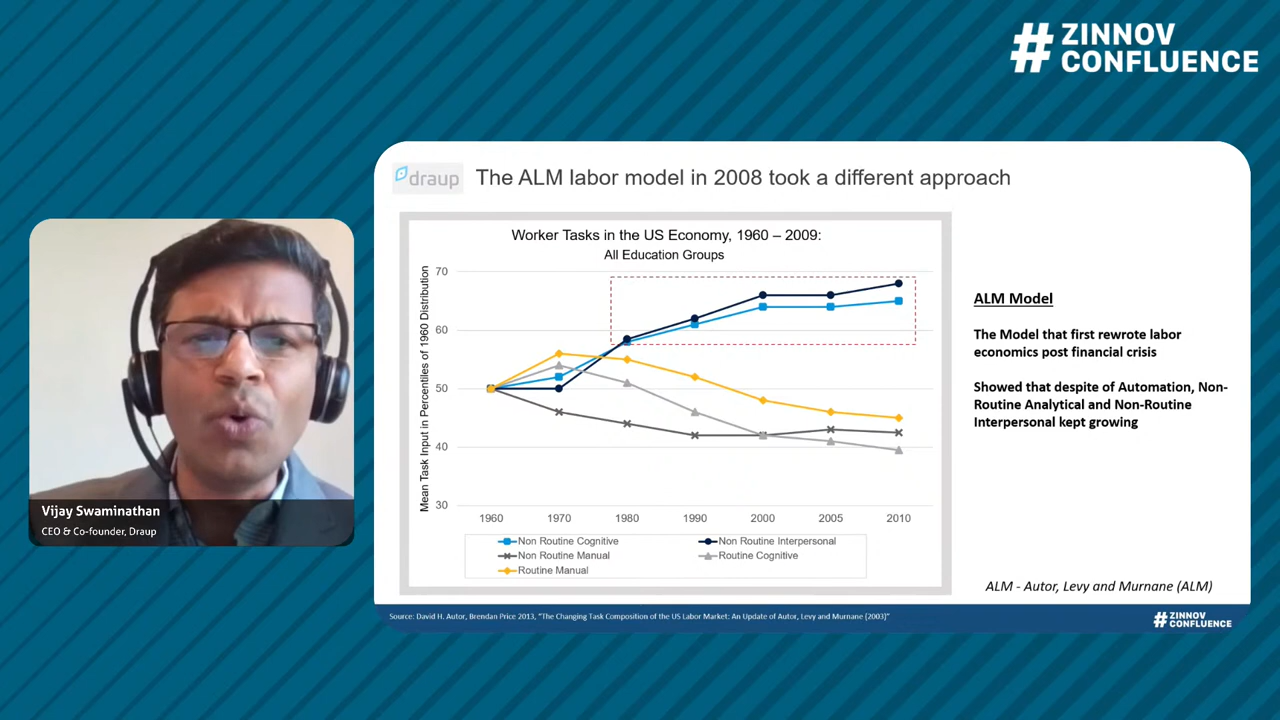 # ZINNOV
CONFLUENCE
draup
The ALM labor model in 2008 took a different approach
Worker Tasks in the US Economy, 1960 – 2009:
All Education Groups
Mean Task Input in Percentiles of 1960 Distribution
70
60
50
40
30
1960 1970 1980 1990 2000 2005 2010
Non Routine Cognitive Non Routine Interpersonal
Non Routine Manual Routine Cognitive
Routine Manual
ALM Model
The Model that first rewrote labor
economics post financial crisis
Showed that despite of Automation, Non-
Routine Analytical and Non-Routine
Interpersonal kept growing
ALM - Autor, Levy and Murnane (ALM)
Vijay Swaminathan
CEO & Co-founder, Draup
Source: David H. Autor, Brendan Price 2013, "The Changing Task Composition of the US Labor Market: An Update of Autor, Levy and Murnane (2003)"
# ZINNOV
CONFLUENCE